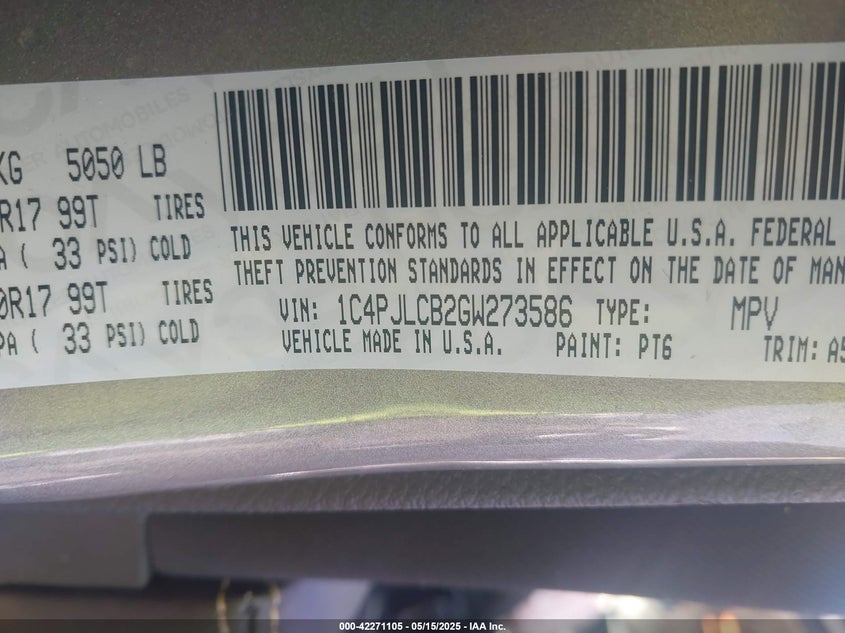 KG 5050 LB
R17 99T TIRES
A ( 33 PSI) COLD
0R17 99T TIRES
PA ( 33 PSI) COLD
THIS VEHICLE CONFORMS TO ALL APPLICABLE U.S.A. FEDERAL
THEFT PREVENTION STANDARDS IN EFFECT ON THE DATE OF MAN
VIN: 1C4PJLCB2GW273586 TYPE: MPV
VEHICLE MADE IN U.S.A. PAINT: PTG TRIM: A5
000-42271105 - 05/15/2025 - IAA Inc.